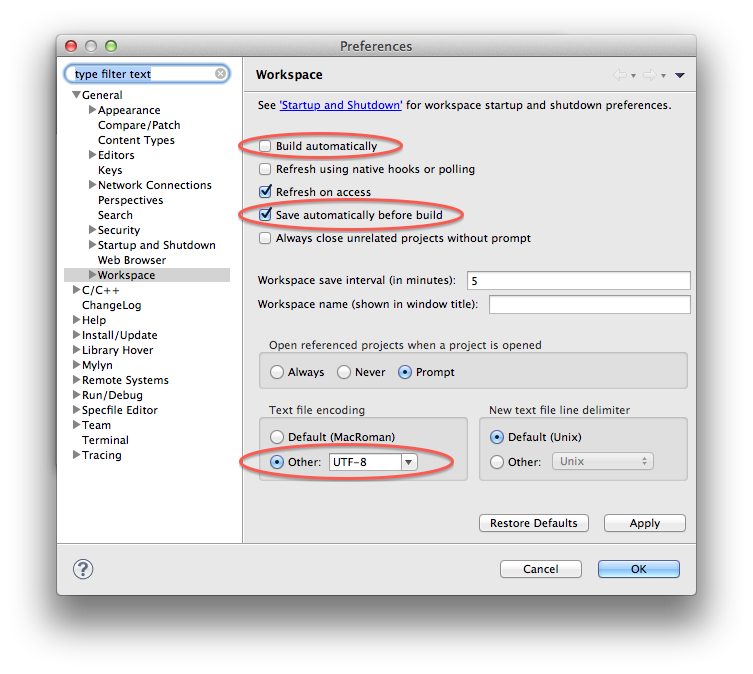 Preferences
type filter text
General
Appearance
Compare/Patch
Content Types
Editors
Keys
Network Connections
Perspectives
Search
Security
Startup and Shutdown
Web Browser
Workspace
C/C++
ChangeLog
Help
Install/Update
Library Hover
Mylyn
Remote Systems
Run/Debug
Specfile Editor
Team
Terminal
Tracing
Workspace
See 'Startup and Shutdown' for workspace startup and shutdown preferences.
Build automatically
Refresh using native hooks or polling
Refresh on access
Save automatically before build
Always close unrelated projects without prompt
Workspace save interval (in minutes): 5
Workspace name (shown in window title):
Open referenced projects when a project is opened
Always Never Prompt
Text file encoding
Default (MacRoman)
Other: UTF-8
New text file line delimiter
Default (Unix)
Other: Unix
Restore Defaults Apply
? Cancel OK